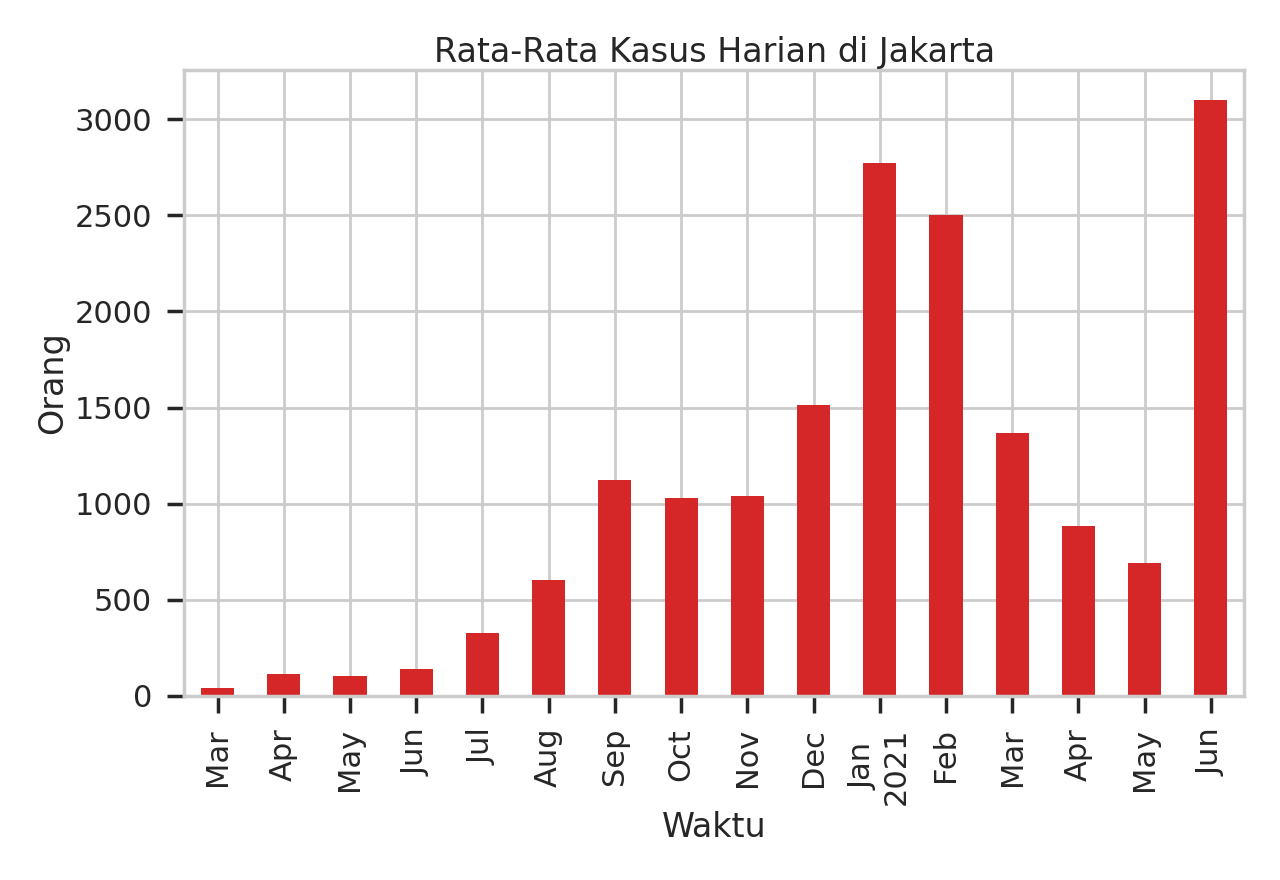 Rata-Rata Kasus Harian di Jakarta
Orang
3000
2500
2000
1500
1000
500
0
Mar
Apr
May
Jun
Jul
Aug
Sep
Oct
Nov
Dec
Jan
2021
Feb
Mar
Apr
May
Jun
Waktu